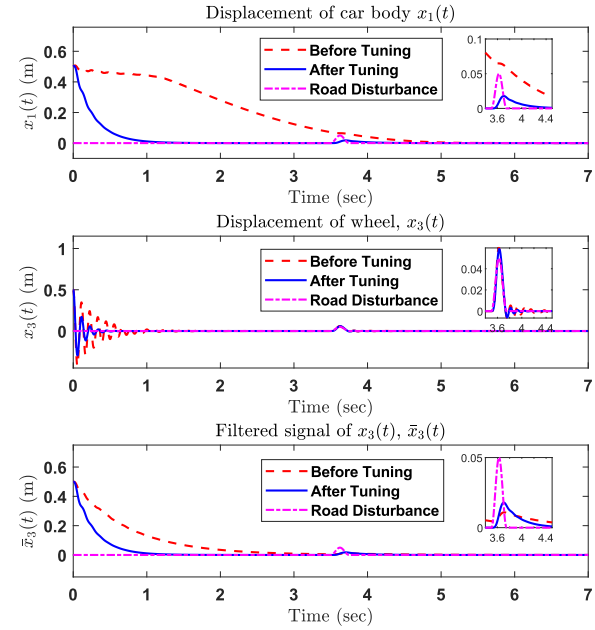 Displacement of car body x₁(t)
x₁(t) (m)
0.6
0.4
0.2
0
Before Tuning
After Tuning
Road Disturbance
0.1
0.05
0
3.6 4 4.4
0 1 2 3 4 5 6 7
Time (sec)
Displacement of wheel, x₃(t)
x₃(t) (m)
1
0.5
0
Before Tuning
After Tuning
Road Disturbance
0.04
0.02
0
3.6 4 4.4
0 1 2 3 4 5 6 7
Time (sec)
Filtered signal of x₃(t), x̄₃(t)
x̄₃(t) (m)
0.6
0.4
0.2
0
Before Tuning
After Tuning
Road Disturbance
0.05
0
3.6 4 4.4
0 1 2 3 4 5 6 7
Time (sec)